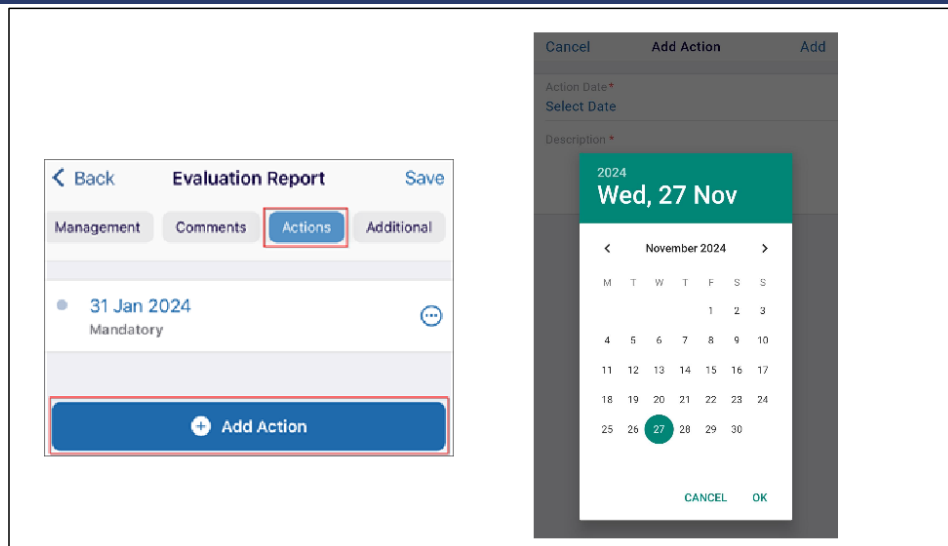 Back Evaluation Report Save
Management Comments Actions Additional
31 Jan 2024
Mandatory
Add Action
Cancel Add Action Add
Action Date *
Select Date
Description *
2024
Wed, 27 Nov
November 2024
M T W T F S S
1 2 3
4 5 6 7 8 9 10
11 12 13 14 15 16 17
18 19 20 21 22 23 24
25 26 27 28 29 30
CANCEL OK